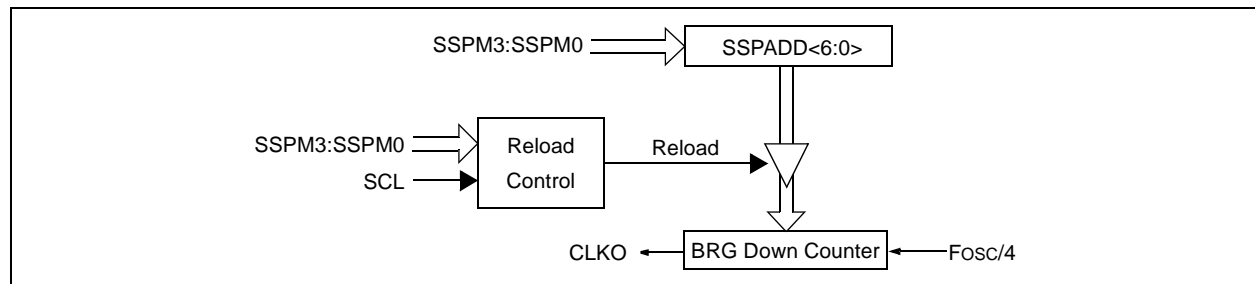 SSPM3:SSPM0
SSPADD<6:0>
SSPM3:SSPM0
SCL
Reload
Control
Reload
CLKO
BRG Down Counter
FOSC/4